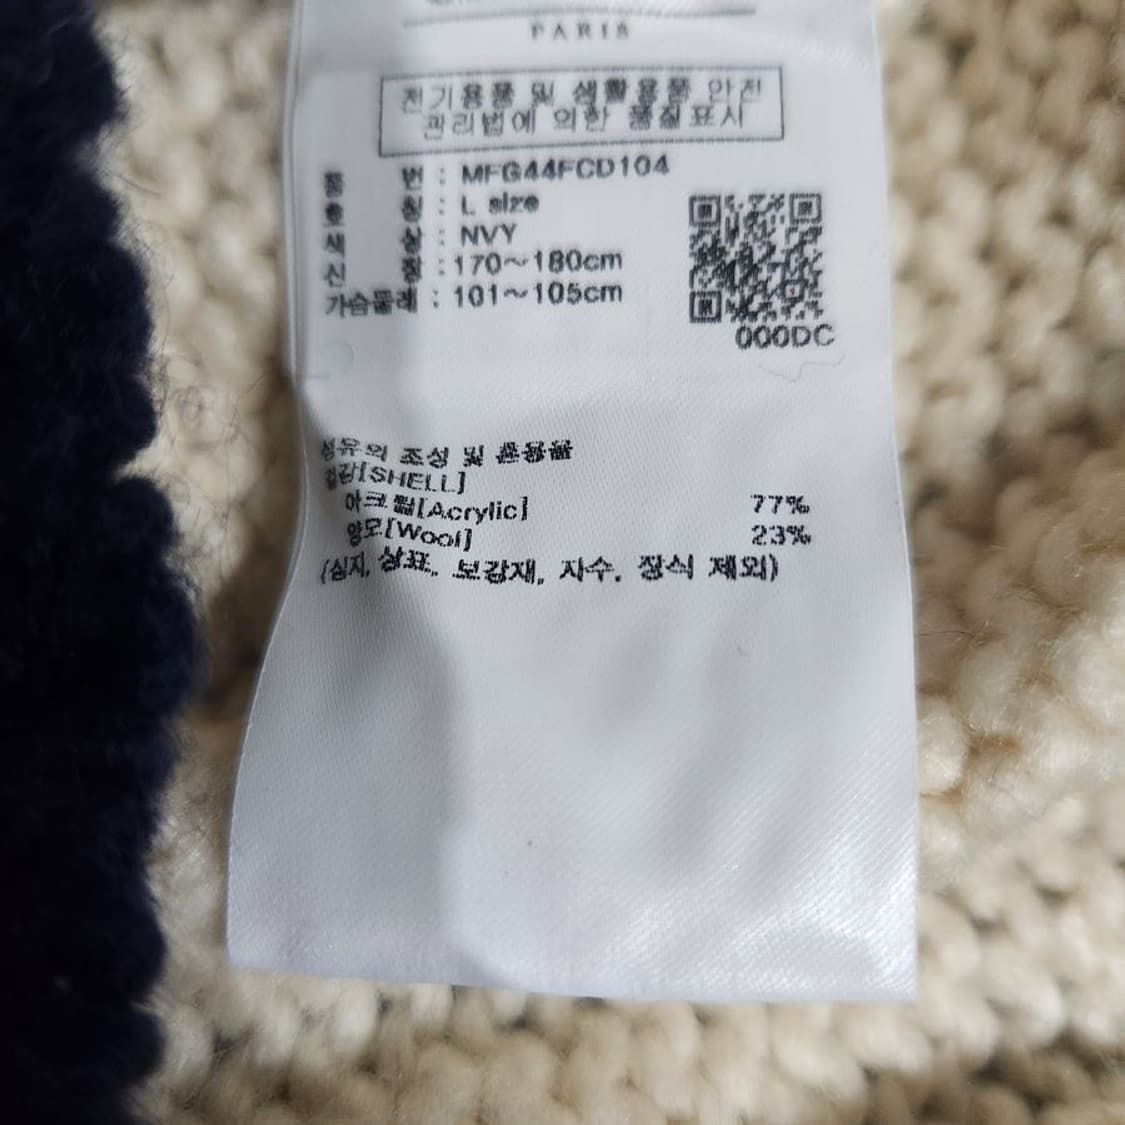 PARIS
전기용품 및 생활용품 안전
관리법에 의한 품질표시
품 번 : MFG44FCD104
호 칭 : L size
색 상 : NVY
신 장 : 170~180cm
가슴둘레 : 101~105cm
000DC
섬유의 조성 및 혼용율
겉감[SHELL]
아크릴[Acrylic] 77%
양모[Wool] 23%
(심지, 상표, 보강재, 자수, 장식 제외)